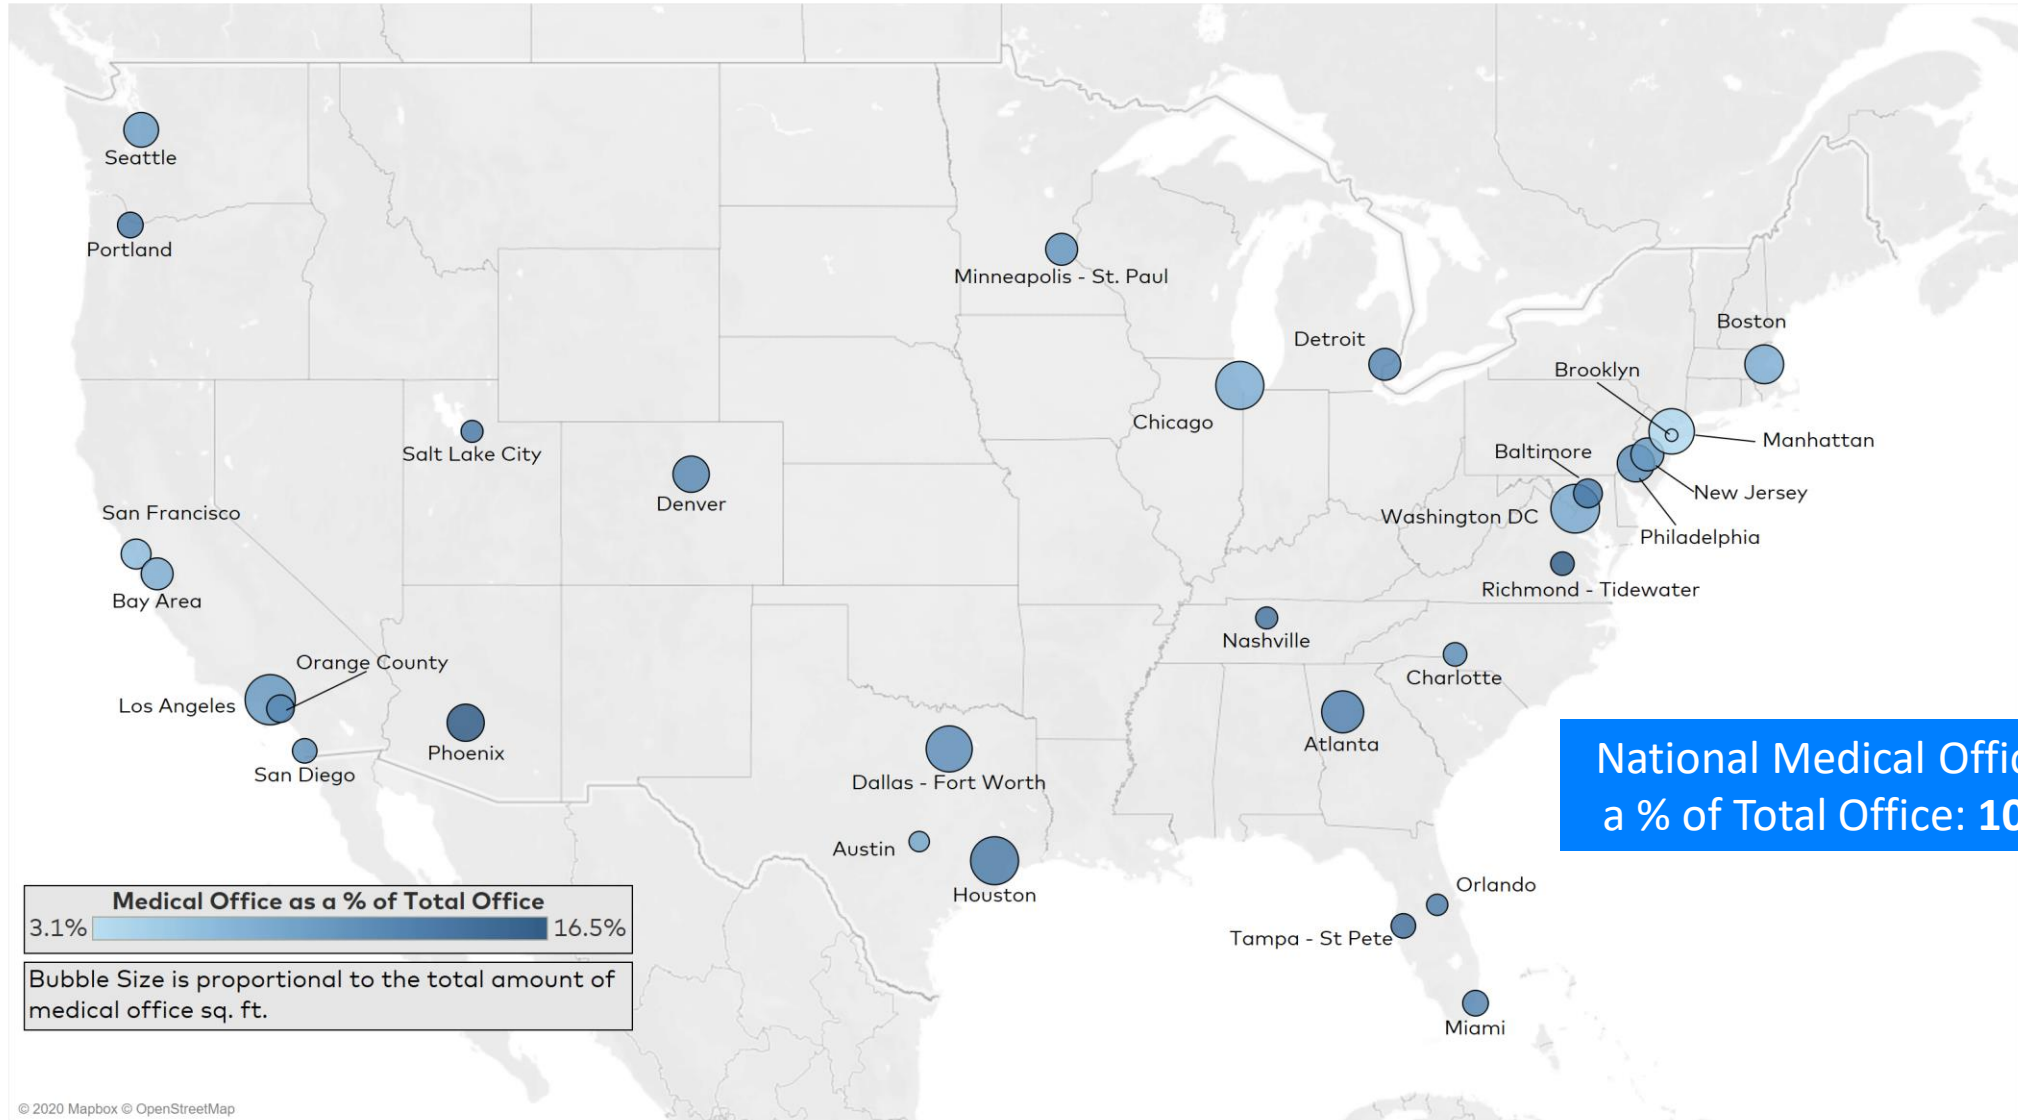 Seattle
Portland
Minneapolis - St. Paul
Boston
Detroit
Brooklyn
Chicago
Manhattan
Salt Lake City
Baltimore
Denver
New Jersey
San Francisco
Washington DC
Philadelphia
Bay Area
Richmond - Tidewater
Nashville
Orange County
Charlotte
Los Angeles
Phoenix
Atlanta
San Diego
Dallas - Fort Worth
National Medical
a % of Total Office:
Austin
Houston
Orlando
Tampa - St Pete
Miami
Medical Office as a % of Total Office
3.1% 16.5%
Bubble Size is proportional to the total amount of
medical office sq. ft.
© 2020 Mapbox © OpenStreetMap